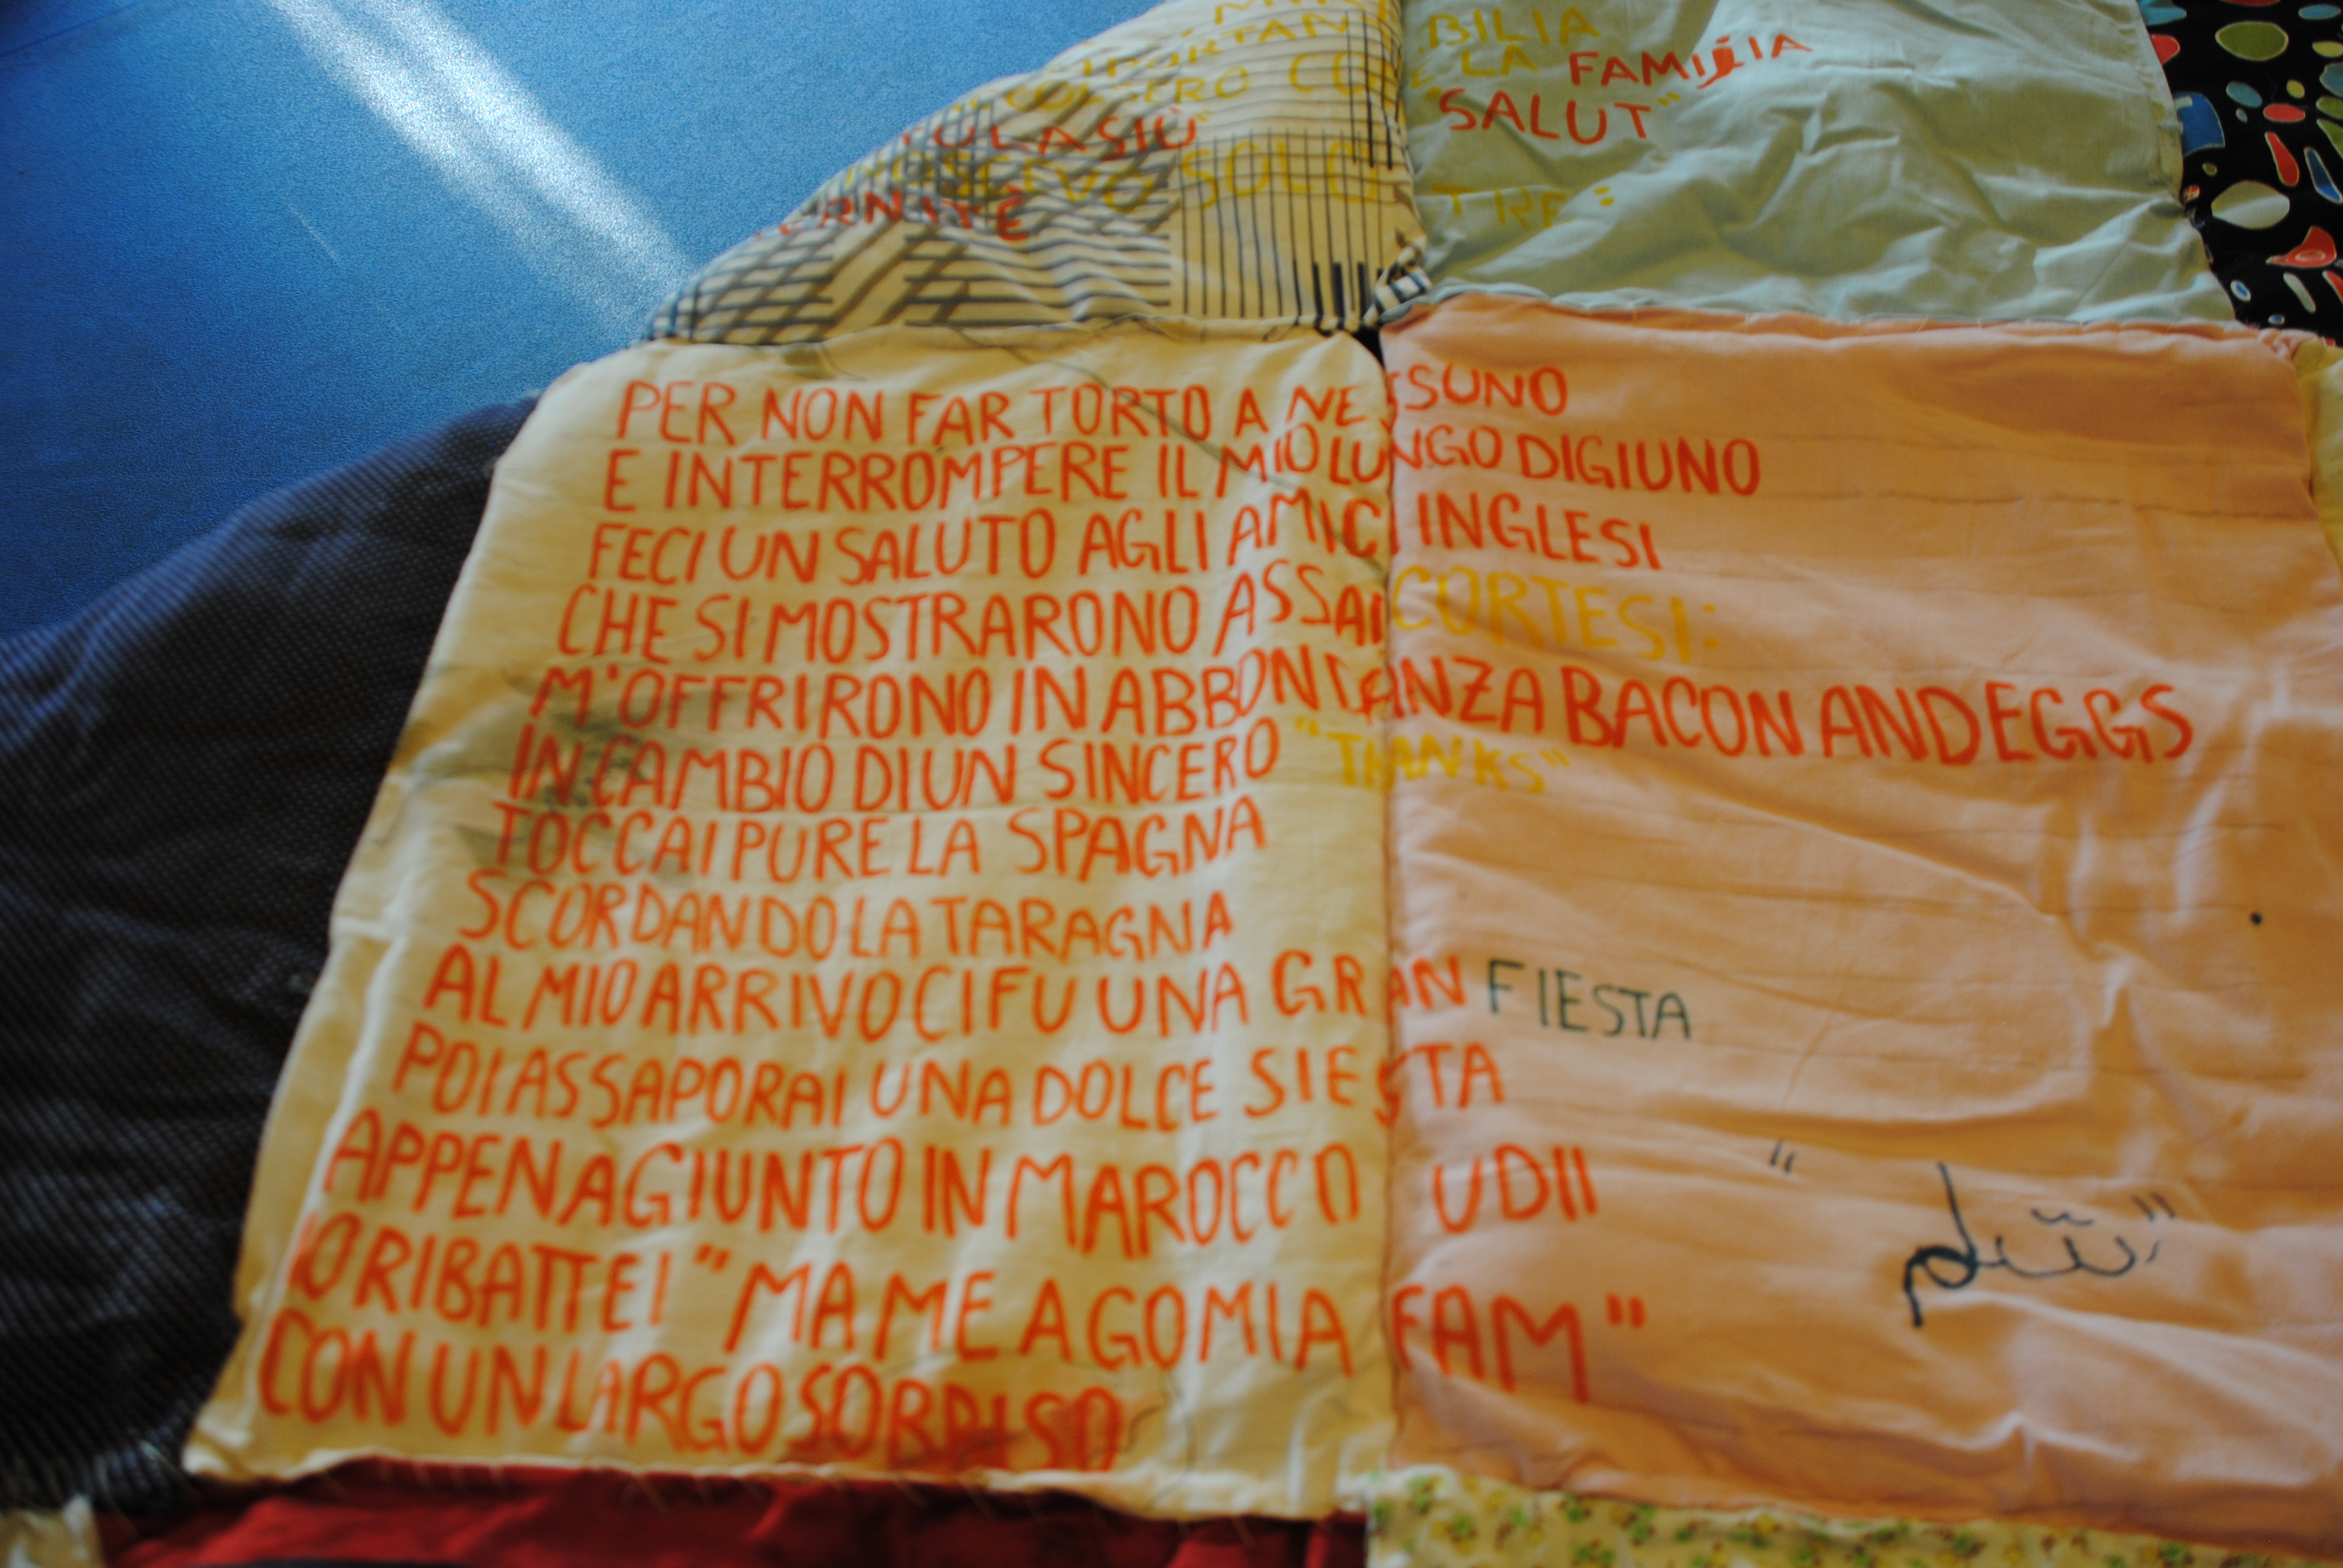 BILIA
LA FAMIJIA
"SALUT"
SOLO TRE:
PER NON FAR TORTO A NESSUNO
E INTERROMPERE IL MIO LUNGO DIGIUNO
FECI UN SALUTO AGLI AMICI INGLESI
CHE SI MOSTRARONO ASSAI CORTESI:
M'OFFRIRONO IN ABBONDANZA BACON AND EGGS
IN CAMBIO DI UN SINCERO "THANKS"
TOCCAI PURE LA SPAGNA
SCORDANDO LA TARAGNA
AL MIO ARRIVO CI FU UNA GRAN FIESTA
POI ASSAPORAI UNA DOLCE SIESTA
APPENA GIUNTO IN MAROCCO UDII
IO RIBATTEI "MA ME A GO MIA FAM"
CON UN LARGO SORRISO